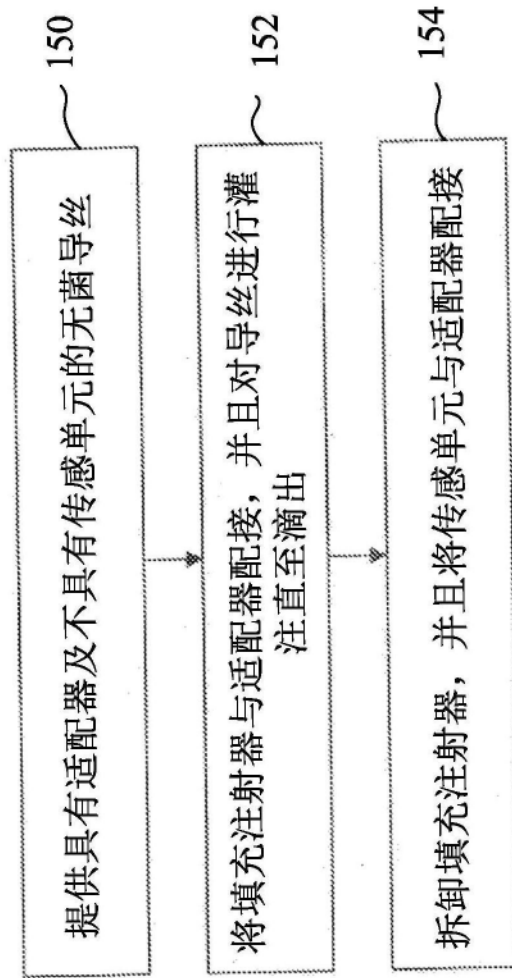 提供具有适配器及不具有传感单元的无菌导丝
150
将填充注射器与适配器配接，并且对导丝进行灌
注直至滴出
152
拆卸填充注射器，并且将传感单元与适配器配接
154